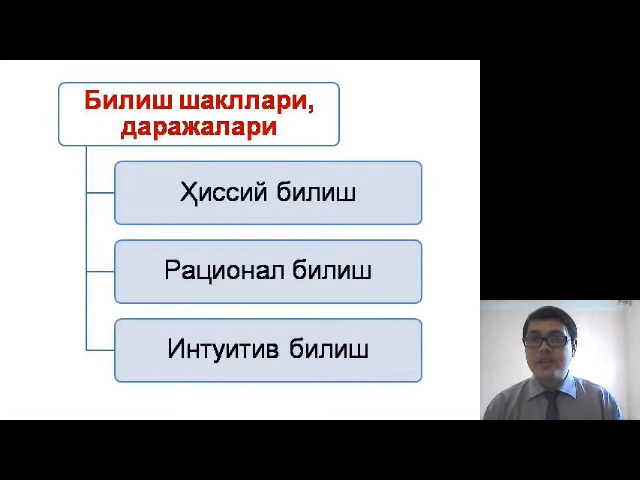 Билиш шакллари,
даражалари
Ҳиссий билиш
Рационал билиш
Интуитив билиш